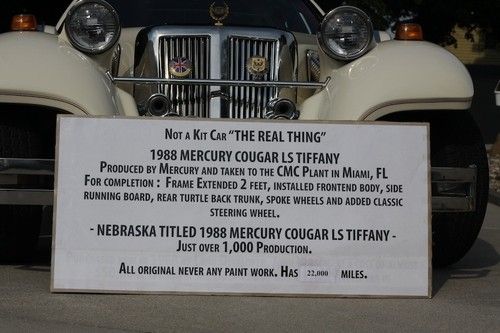 Not a Kit Car "THE REAL THING"
1988 MERCURY COUGAR LS TIFFANY
Produced by Mercury and taken to the CMC Plant in Miami, FL
For completion : Frame Extended 2 feet, installed frontend body, side
running board, rear turtle back trunk, spoke wheels and added classic
steering wheel.
- NEBRASKA TITLED 1988 MERCURY COUGAR LS TIFFANY -
Just over 1,000 Production.
All original never any paint work. Has 22,000 miles.